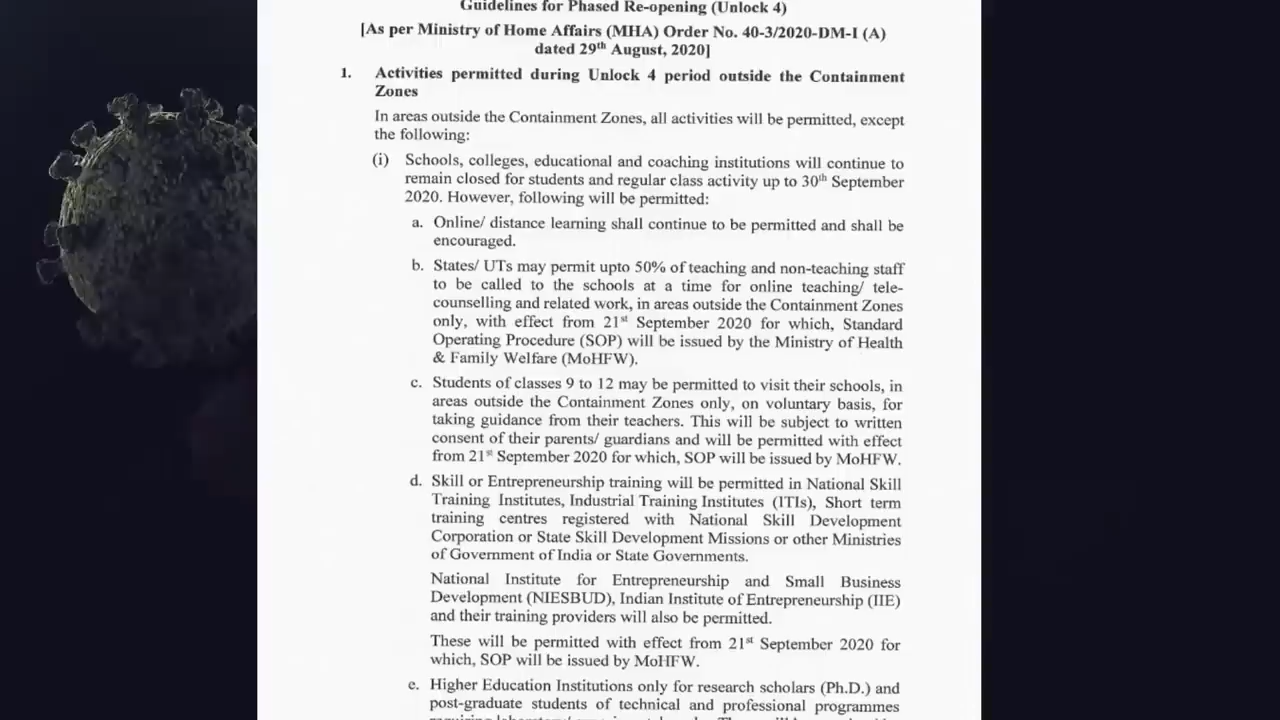 Guidelines for Phased Re-opening (Unlock 4)
[As per Ministry of Home Affairs (MHA) Order No. 40-3/2020-DM-I (A)
dated 29th August, 2020]
1. Activities permitted during Unlock 4 period outside the Containment
Zones
In areas outside the Containment Zones, all activities will be permitted, except
the following:
(i) Schools, colleges, educational and coaching institutions will continue to
remain closed for students and regular class activity up to 30th September
2020. However, following will be permitted:
a. Online/ distance learning shall continue to be permitted and shall be
encouraged.
b. States/ UTs may permit upto 50% of teaching and non-teaching staff
to be called to the schools at a time for online teaching/ tele-
counselling and related work, in areas outside the Containment Zones
only, with effect from 21st September 2020 for which, Standard
Operating Procedure (SOP) will be issued by the Ministry of Health
& Family Welfare (MoHFW).
c. Students of classes 9 to 12 may be permitted to visit their schools, in
areas outside the Containment Zones only, on voluntary basis, for
taking guidance from their teachers. This will be subject to written
consent of their parents/ guardians and will be permitted with effect
from 21st September 2020 for which, SOP will be issued by MoHFW.
d. Skill or Entrepreneurship training will be permitted in National Skill
Training Institutes, Industrial Training Institutes (ITIs), Short term
training centres registered with National Skill Development
Corporation or State Skill Development Missions or other Ministries
of Government of India or State Governments.
National Institute for Entrepreneurship and Small Business
Development (NIESBUD), Indian Institute of Entrepreneurship (IIE)
and their training providers will also be permitted.
These will be permitted with effect from 21st September 2020 for
which, SOP will be issued by MoHFW.
e. Higher Education Institutions only for research scholars (Ph.D.) and
post-graduate students of technical and professional programmes